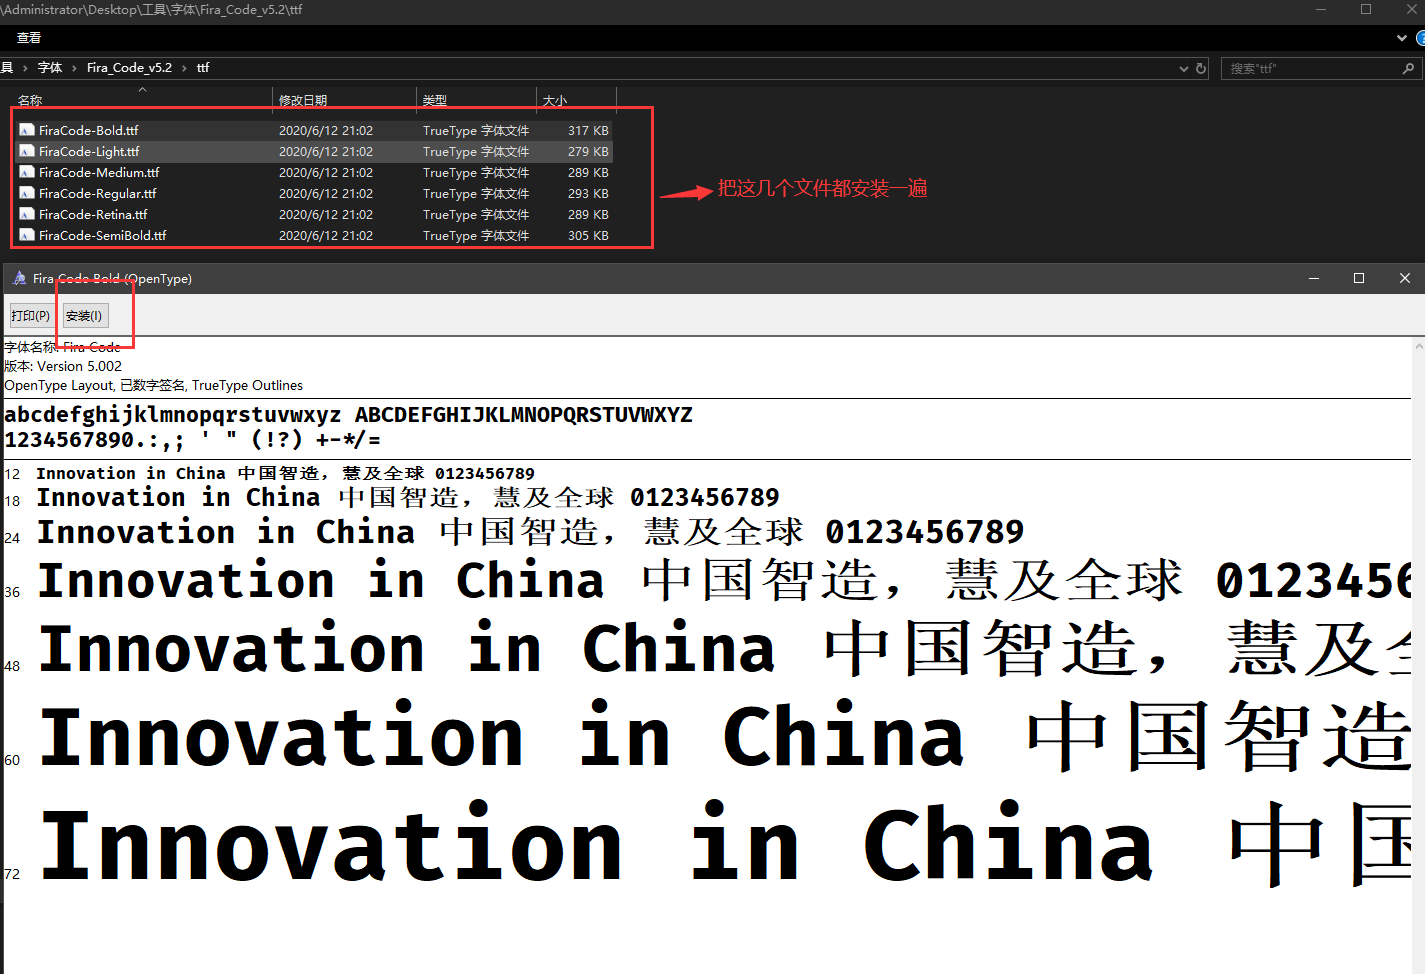 \Administrator\Desktop\工具\字体\Fira_Code_v5.2\ttf
查看
具 › 字体 › Fira_Code_v5.2 › ttf
搜索"ttf"
名称 修改日期 类型 大小
FiraCode-Bold.ttf 2020/6/12 21:02 TrueType 字体文件 317 KB
FiraCode-Light.ttf 2020/6/12 21:02 TrueType 字体文件 279 KB
FiraCode-Medium.ttf 2020/6/12 21:02 TrueType 字体文件 289 KB
把这几个文件都安装一遍
FiraCode-Regular.ttf 2020/6/12 21:02 TrueType 字体文件 293 KB
FiraCode-Retina.ttf 2020/6/12 21:02 TrueType 字体文件 289 KB
FiraCode-SemiBold.ttf 2020/6/12 21:02 TrueType 字体文件 305 KB
Fira Code Bold (OpenType)
打印(P) 安装(I)
字体名称: Fira Code
版本: Version 5.002
OpenType Layout, 已数字签名, TrueType Outlines
abcdefghijklmnopqrstuvwxyz ABCDEFGHIJKLMNOPQRSTUVWXYZ
1234567890.:,; ' " (!?) +-*/=
12 Innovation in China 中国智造，慧及全球 0123456789
18 Innovation in China 中国智造，慧及全球 0123456789
24 Innovation in China 中国智造，慧及全球 0123456789
36 Innovation in China 中国智造，慧及全球 0123456
48 Innovation in China 中国智造，慧及全
60 Innovation in China 中国智造
72 Innovation in China 中国